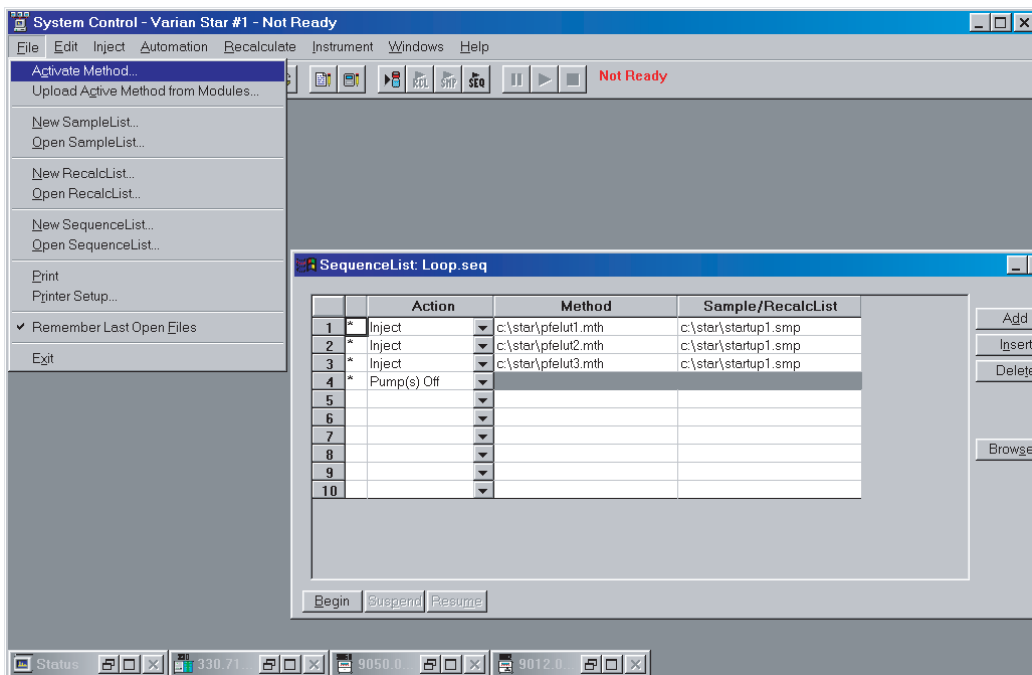 System Control - Varian Star #1 - Not Ready
File Edit Inject Automation Recalculate Instrument Windows Help
Activate Method...
Upload Active Method from Modules...
New SampleList...
Open SampleList...
New RecalcList...
Open RecalcList...
New SequenceList...
Open SequenceList...
Print
Printer Setup...
✔ Remember Last Open Files
Exit
RCL SMP SEQ Not Ready
SequenceList: Loop.seq
Action Method Sample/RecalcList
1 * Inject c:\star\pfelut1.mth c:\star\startup1.smp
2 * Inject c:\star\pfelut2.mth c:\star\startup1.smp
3 * Inject c:\star\pfelut3.mth c:\star\startup1.smp
4 * Pump(s) Off
5
6
7
8
9
10
Add
Insert
Delete
Browse
Begin Suspend Resume
Status 330.71... 9050.0... 9012.0...